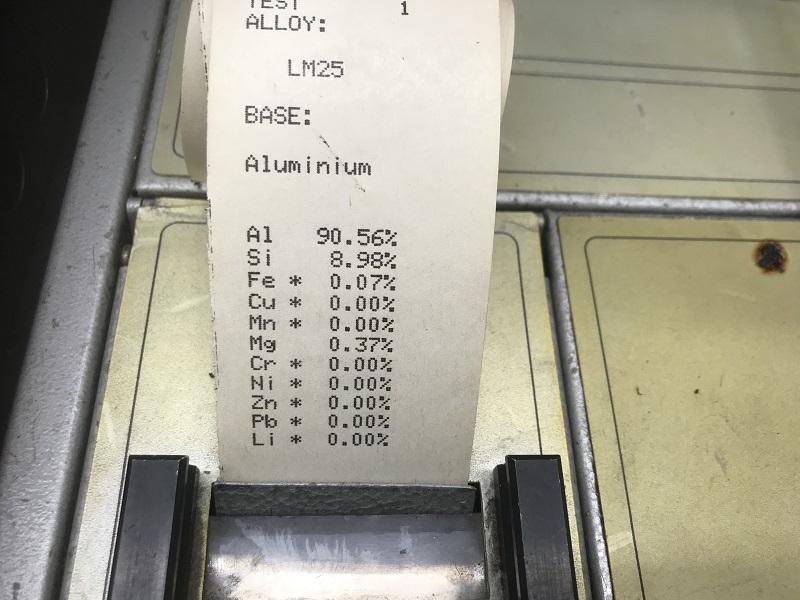 TEST 1
ALLOY:
LM25
BASE:
Aluminium
Al 90.56%
Si 8.98%
Fe * 0.07%
Cu * 0.00%
Mn * 0.00%
Mg 0.37%
Cr * 0.00%
Ni * 0.00%
Zn * 0.00%
Pb * 0.00%
Li * 0.00%